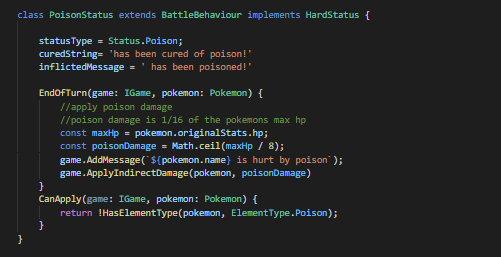 class PoisonStatus extends BattleBehaviour implements HardStatus {
statusType = Status.Poison;
curedString= 'has been cured of poison!'
inflictedMessage = ' has been poisoned!'
EndOfTurn(game: IGame, pokemon: Pokemon) {
//apply poison damage
//poison damage is 1/16 of the pokemons max hp
const maxHp = pokemon.originalStats.hp;
const poisonDamage = Math.ceil(maxHp / 8);
game.AddMessage(`${pokemon.name} is hurt by poison`);
game.ApplyIndirectDamage(pokemon, poisonDamage)
}
CanApply(game: IGame, pokemon: Pokemon) {
return !HasElementType(pokemon, ElementType.Poison);
}
}